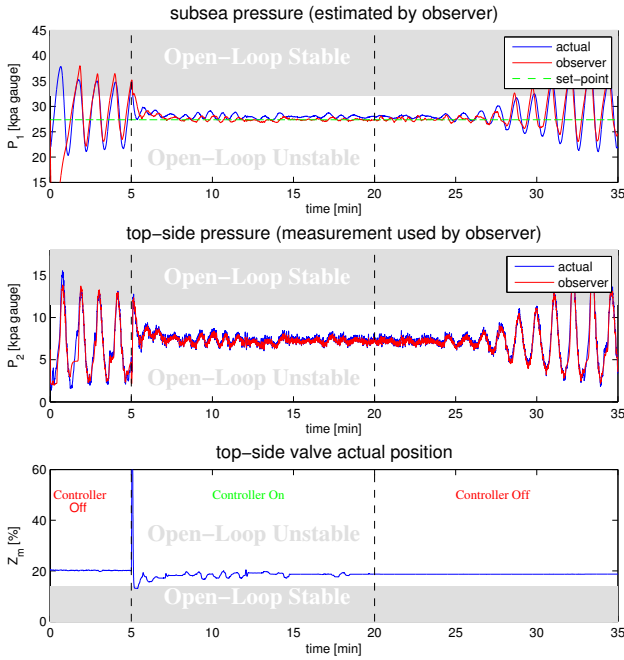 subsea pressure (estimated by observer)
45
40
35
30
25
20
15
P1 [kpa gauge]
Open-Loop Stable
Open-Loop Unstable
actual
observer
set-point
0 5 10 15 20 25 30 35
time [min]
top-side pressure (measurement used by observer)
15
10
5
0
P2 [kpa gauge]
Open-Loop Stable
Open-Loop Unstable
actual
observer
0 5 10 15 20 25 30 35
time [min]
top-side valve actual position
60
40
20
0
Zm [%]
Controller
Off
Controller On
Controller Off
Open-Loop Unstable
Open-Loop Stable
0 5 10 15 20 25 30 35
time [min]